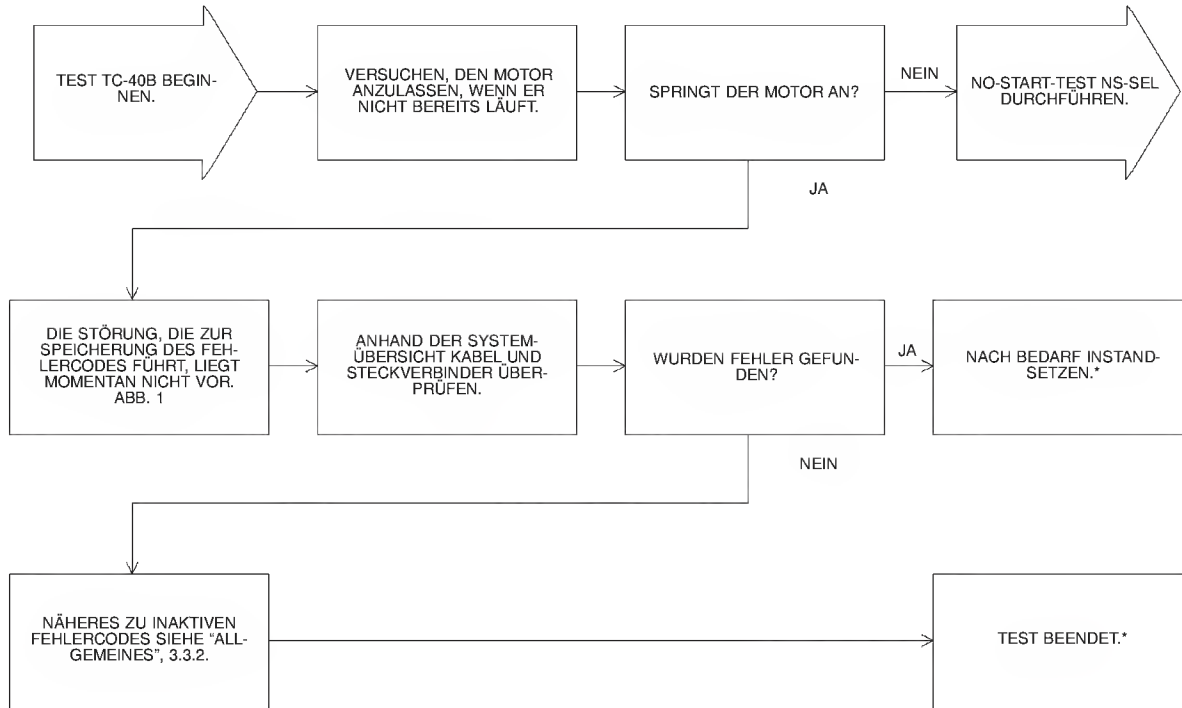 TEST TC-40B BEGIN-
NEN.
VERSUCHEN, DEN MOTOR
ANZULASSEN, WENN ER
NICHT BEREITS LÄUFT.
SPRINGT DER MOTOR AN?
NEIN
NO-START-TEST NS-SEL
DURCHFÜHREN.
JA
DIE STÖRUNG, DIE ZUR
SPEICHERUNG DES FEH-
LERCODES FÜHRT, LIEGT
MOMENTAN NICHT VOR.
ABB. 1
ANHAND DER SYSTEM-
ÜBERSICHT KABEL UND
STECKVERBINDER ÜBER-
PRÜFEN.
WURDEN FEHLER GEFUN-
DEN?
JA
NACH BEDARF INSTAND-
SETZEN.*
NEIN
NÄHERES ZU INAKTIVEN
FEHLERCODES SIEHE "ALL-
GEMEINES", 3.3.2.
TEST BEENDET.*